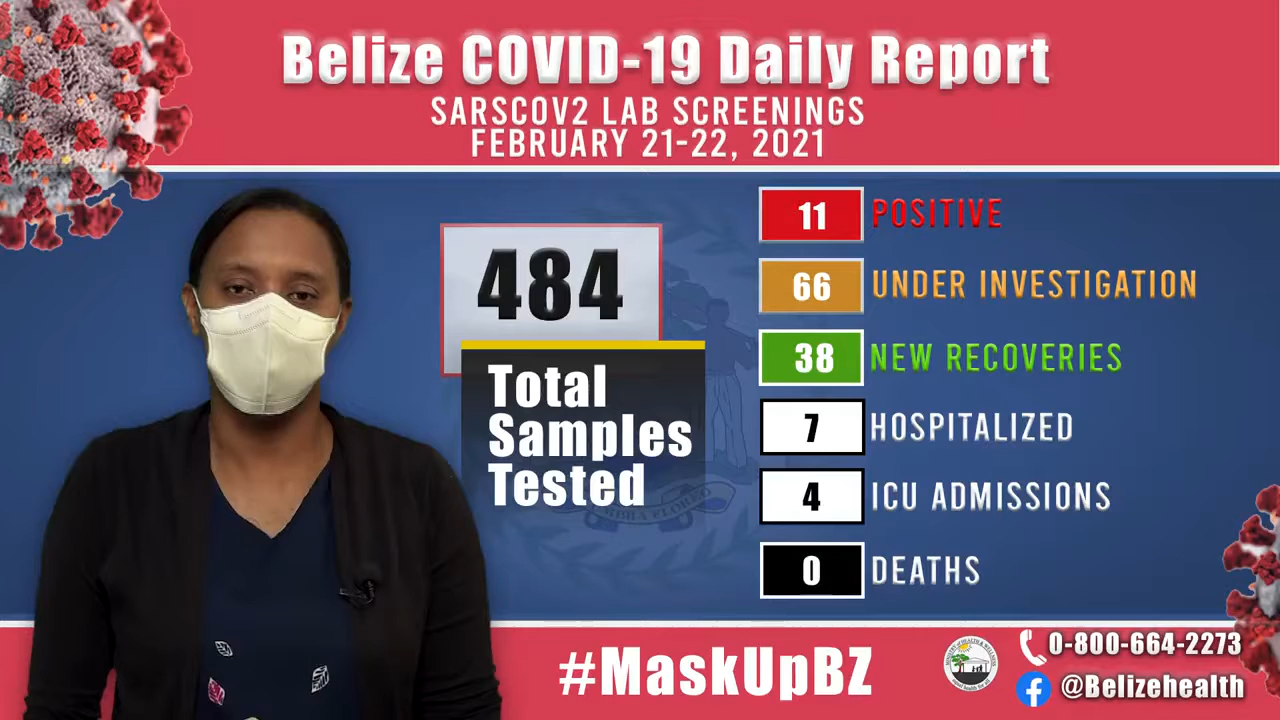 Belize COVID-19 Daily Report
SARSCOV2 LAB SCREENINGS
FEBRUARY 21-22, 2021
484
Total
Samples
Tested
11 POSITIVE
66 UNDER INVESTIGATION
38 NEW RECOVERIES
7 HOSPITALIZED
4 ICU ADMISSIONS
0 DEATHS
#MaskUpBZ
0-800-664-2273
@Belizehealth